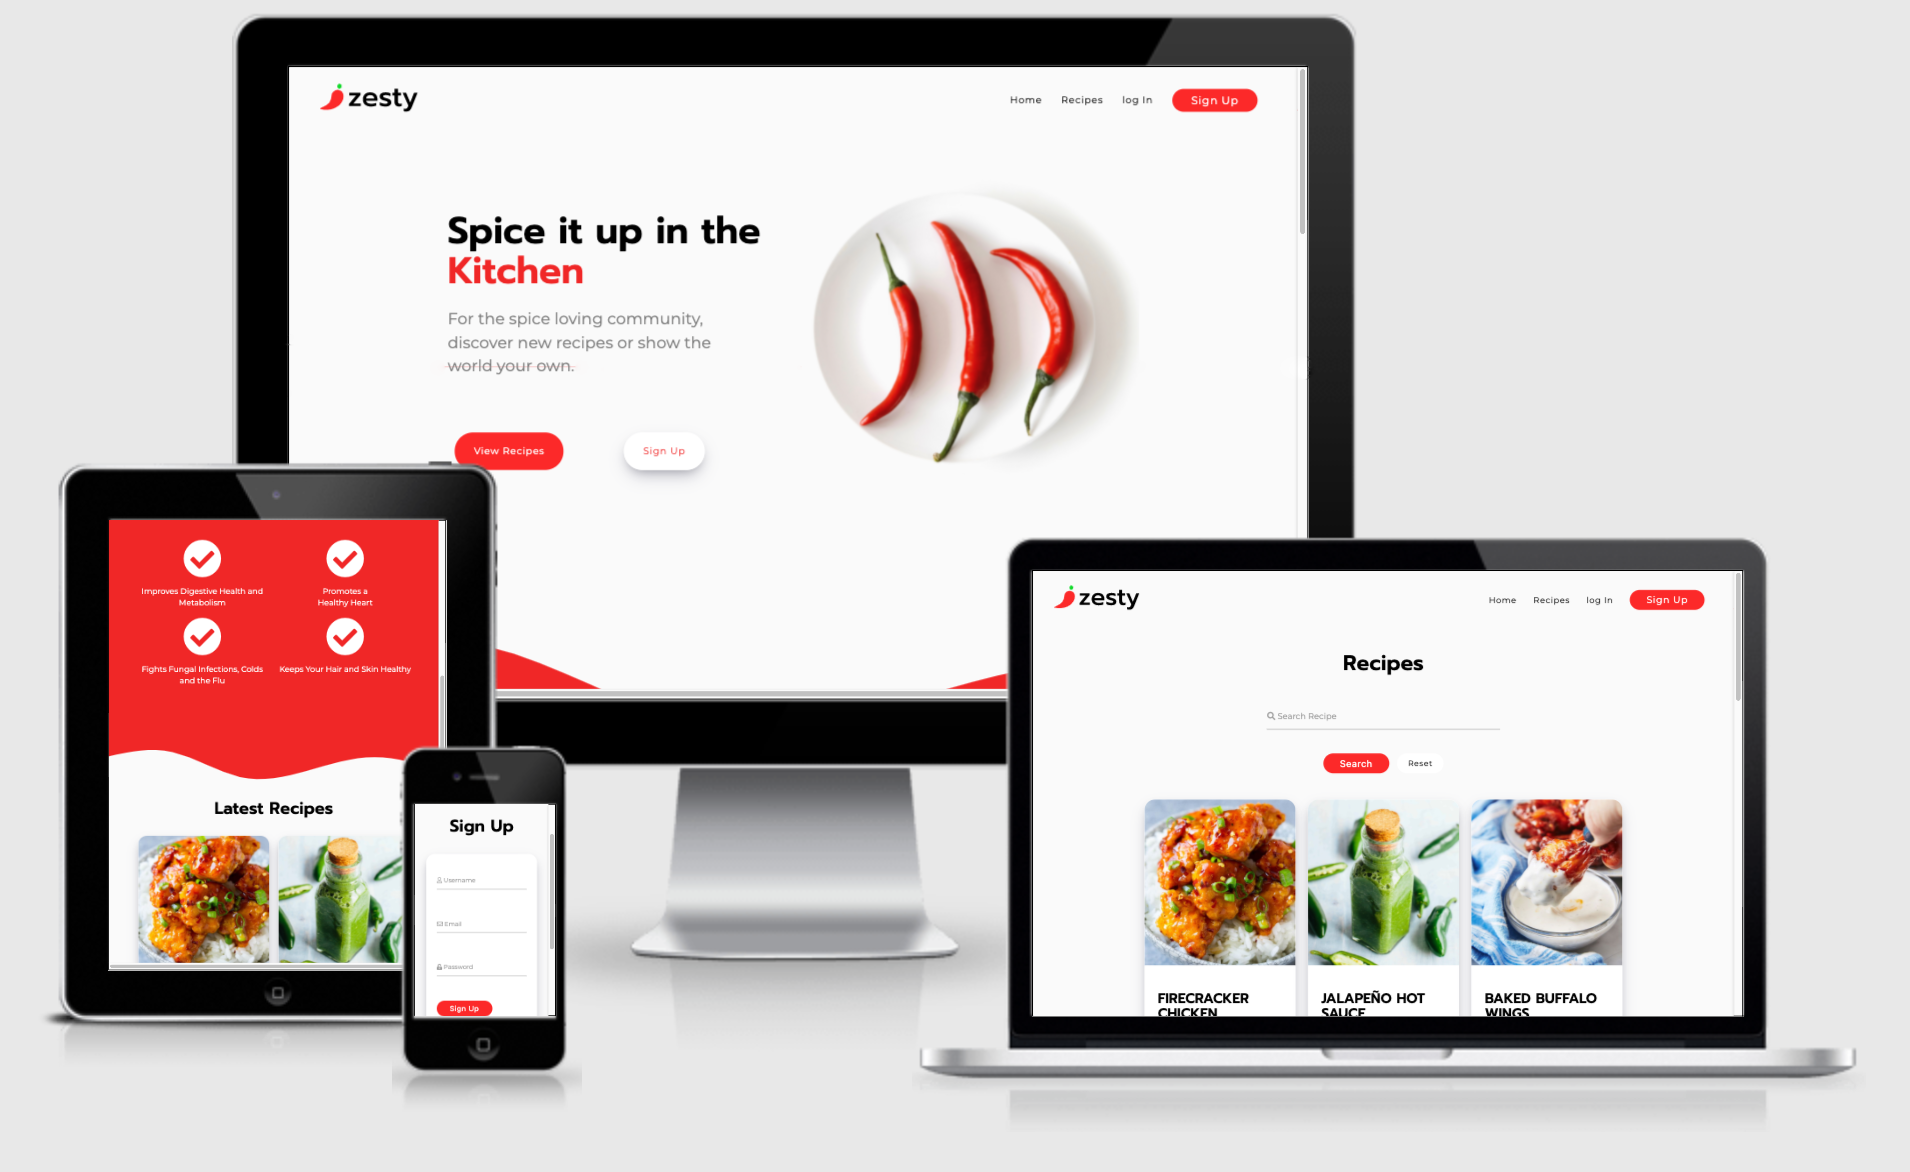 zesty
Home Recipes log In Sign Up
Spice it up in the
Kitchen
For the spice loving community,
discover new recipes or show the
world your own.
View Recipes Sign Up
Improves Digestive Health and
Metabolism
Promotes a
Healthy Heart
Fights Fungal Infections, Colds
and the Flu
Keeps Your Hair and Skin Healthy
Latest Recipes
Sign Up
Username
Email
Password
Sign Up
zesty
Home Recipes log In Sign Up
Recipes
Search Recipe
Search Reset
FIRECRACKER
CHICKEN
JALAPEÑO HOT
SAUCE
BAKED BUFFALO
WINGS